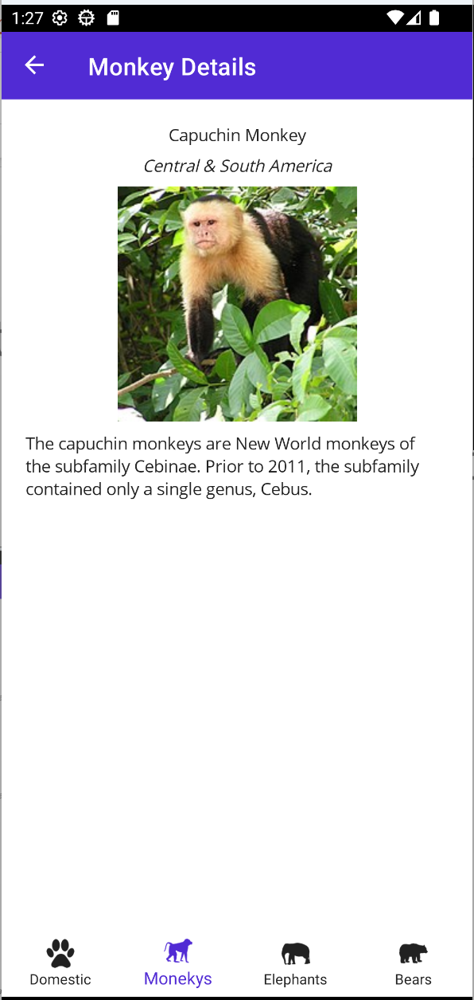 1:27
Monkey Details
Capuchin Monkey
Central & South America
The capuchin monkeys are New World monkeys of
the subfamily Cebinae. Prior to 2011, the subfamily
contained only a single genus, Cebus.
Domestic
Monekys
Elephants
Bears